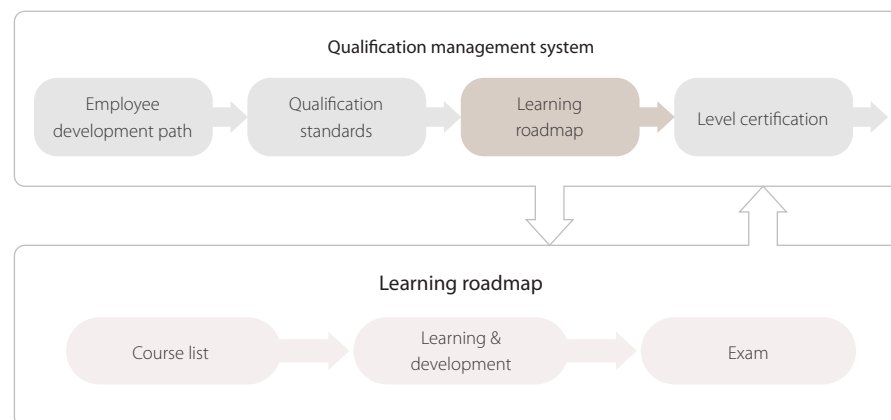 Qualification management system
Employee
development path
Qualification
standards
Learning
roadmap
Level certification
Learning roadmap
Course list
Learning &
development
Exam